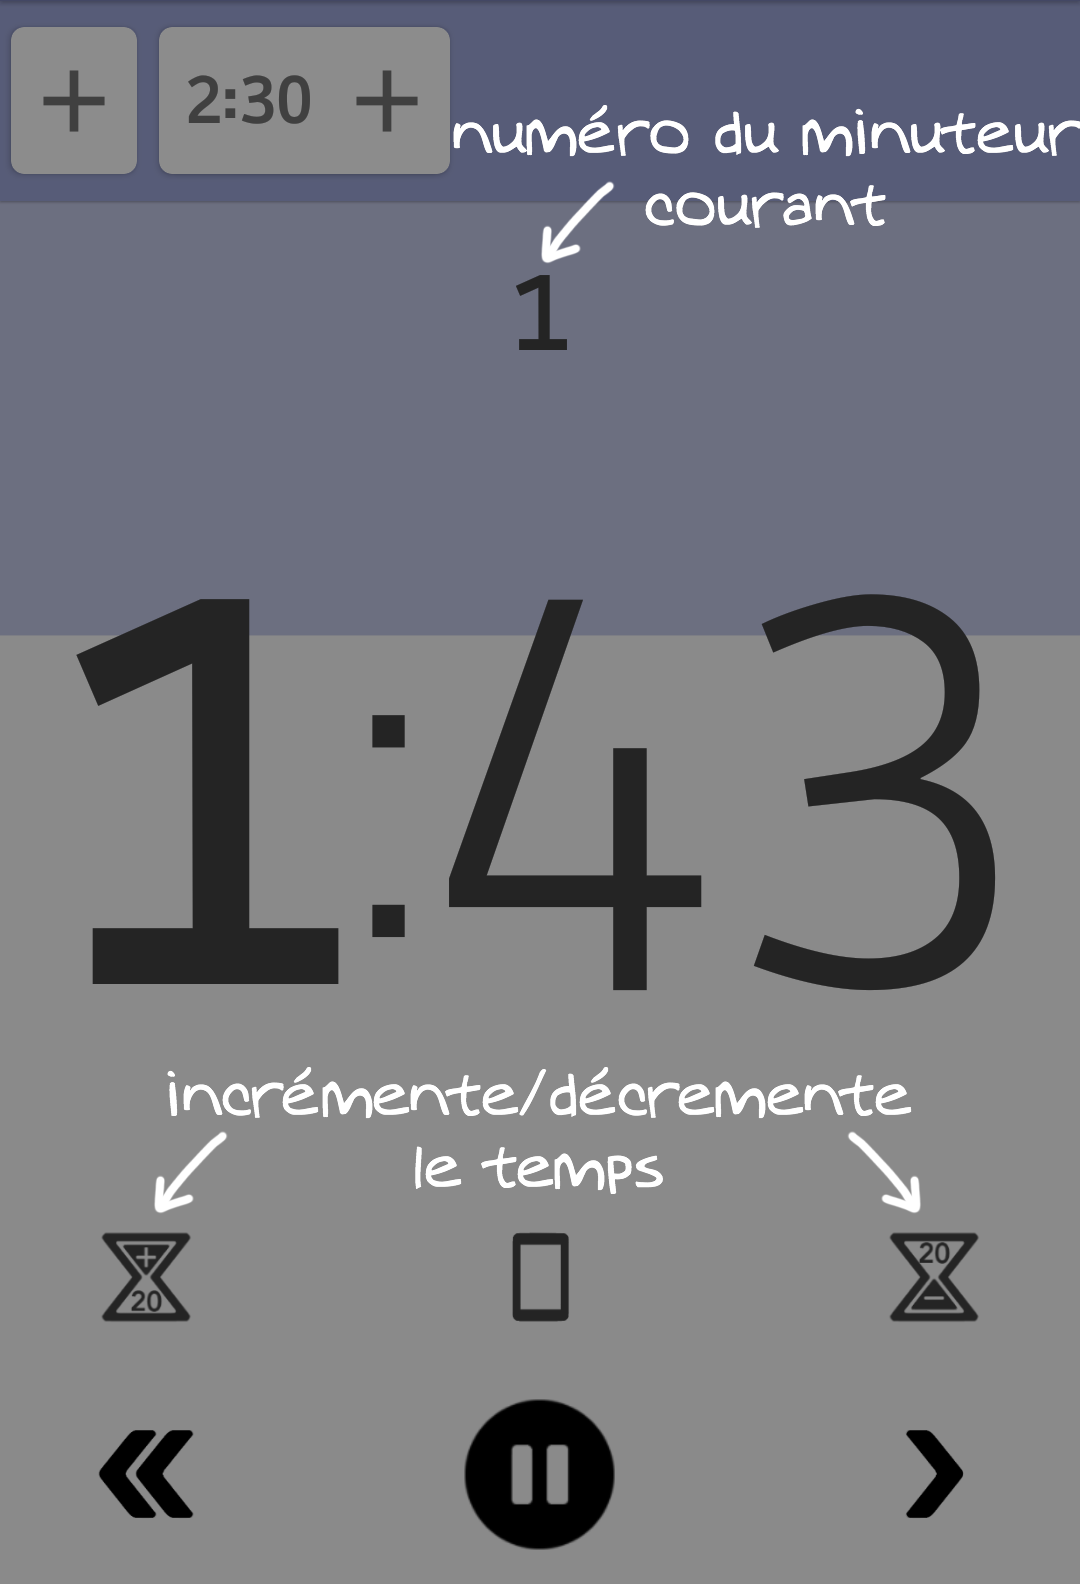 + 2:30 +
numéro du minuteur
courant
1
1:43
incrémente/décremente
le temps
+ 20
20 −